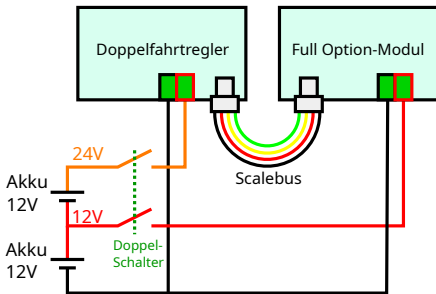 Doppelfahrtregler
Full Option-Modul
24V
Scalebus
Akku
12V
12V
Doppel-
Schalter
Akku
12V